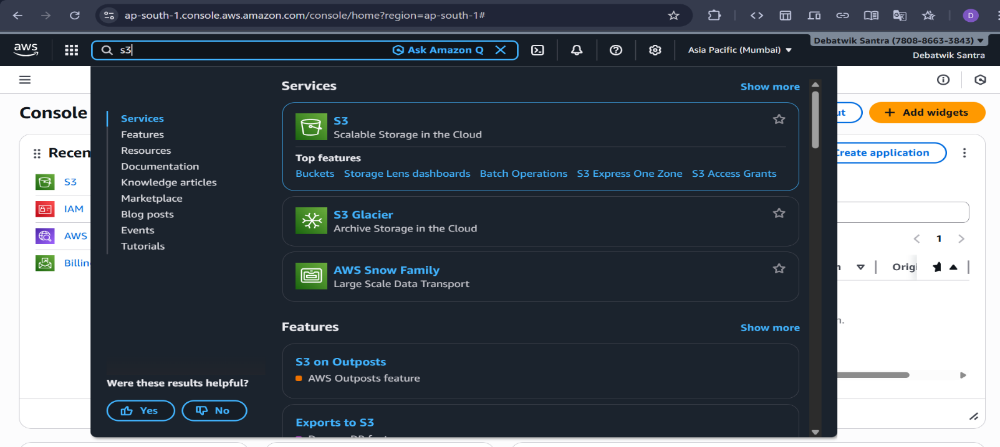 ap-south-1.console.aws.amazon.com/console/home?region=ap-south-1#
D
aws
s3
Ask Amazon Q
Asia Pacific (Mumbai)
Debatwik Santra (7808-8663-3843)
Debatwik Santra
Console
Add widgets
Recen
Create application
S3
IAM
AWS
Billin
1
Origi
Services
Features
Resources
Documentation
Knowledge articles
Marketplace
Blog posts
Events
Tutorials
Were these results helpful?
Yes
No
Services
Show more
S3
Scalable Storage in the Cloud
Top features
Buckets Storage Lens dashboards Batch Operations S3 Express One Zone S3 Access Grants
S3 Glacier
Archive Storage in the Cloud
AWS Snow Family
Large Scale Data Transport
Features
Show more
S3 on Outposts
AWS Outposts feature
Exports to S3